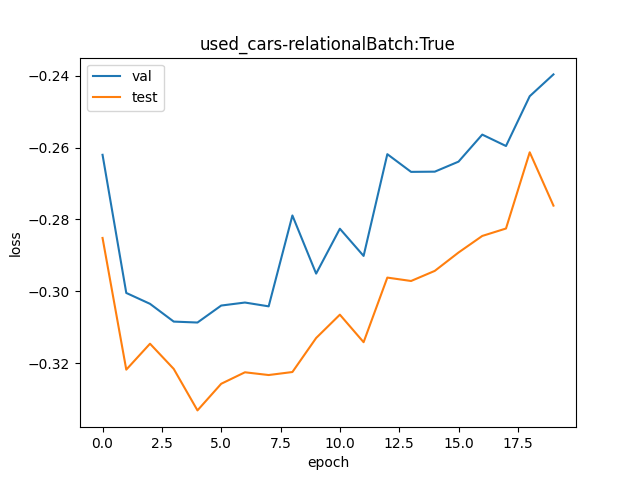 used_cars-relationalBatch:True
val
test
loss
−0.24
−0.26
−0.28
−0.30
−0.32
0.0 2.5 5.0 7.5 10.0 12.5 15.0 17.5
epoch